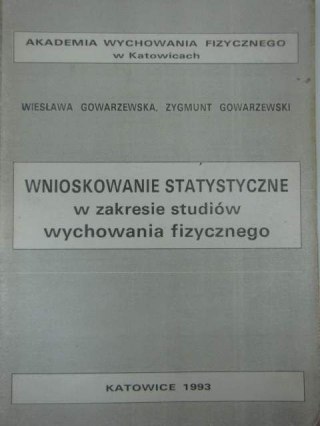 AKADEMIA WYCHOWANIA FIZYCZNEGO
w Katowicach
WIESŁAWA GOWARZEWSKA, ZYGMUNT GOWARZEWSKI
WNIOSKOWANIE STATYSTYCZNE
w zakresie studiów
wychowania fizycznego
KATOWICE 1993